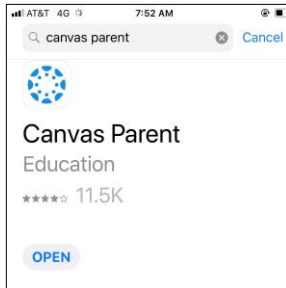 AT&T 4G 7:52 AM
canvas parent Cancel
Canvas Parent
Education
11.5K
OPEN